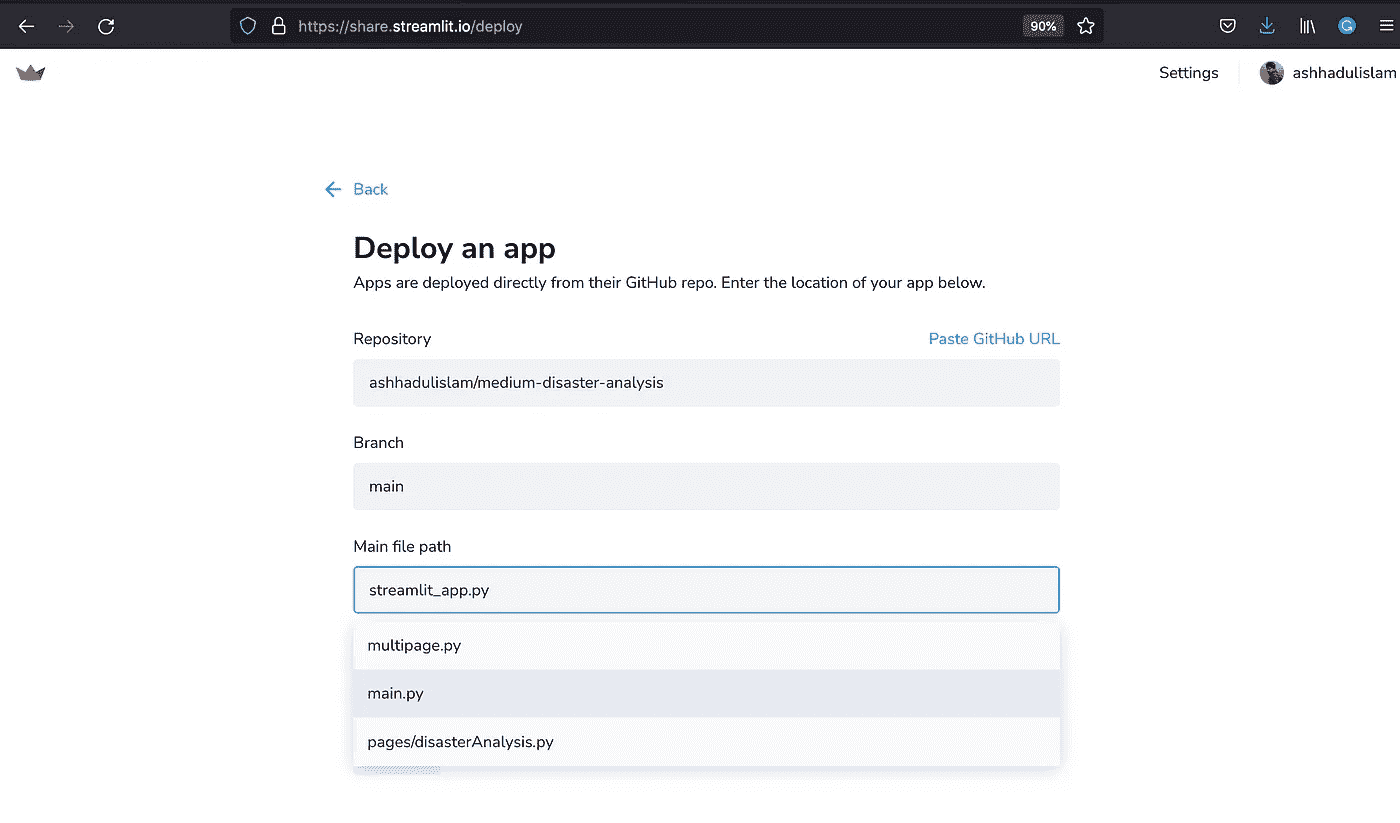 https://share.streamlit.io/deploy
90%
Settings
ashhadulislam
Back
Deploy an app
Apps are deployed directly from their GitHub repo. Enter the location of your app below.
Repository
Paste GitHub URL
ashhadulislam/medium-disaster-analysis
Branch
main
Main file path
streamlit_app.py
multipage.py
main.py
pages/disasterAnalysis.py